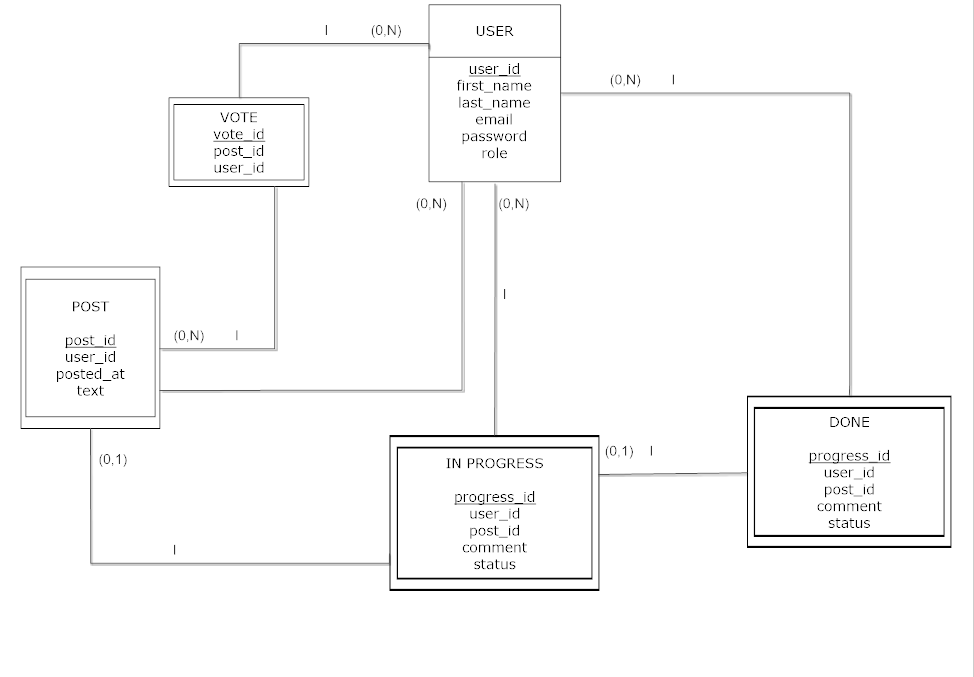 I (0,N)
USER
user_id
first_name
last_name
email
password
role
(0,N) I
VOTE
vote_id
post_id
user_id
(0,N) (0,N)
I
POST
post_id
user_id
posted_at
text
(0,N) I
(0,1)
I
IN PROGRESS
progress_id
user_id
post_id
comment
status
(0,1) I
DONE
progress_id
user_id
post_id
comment
status